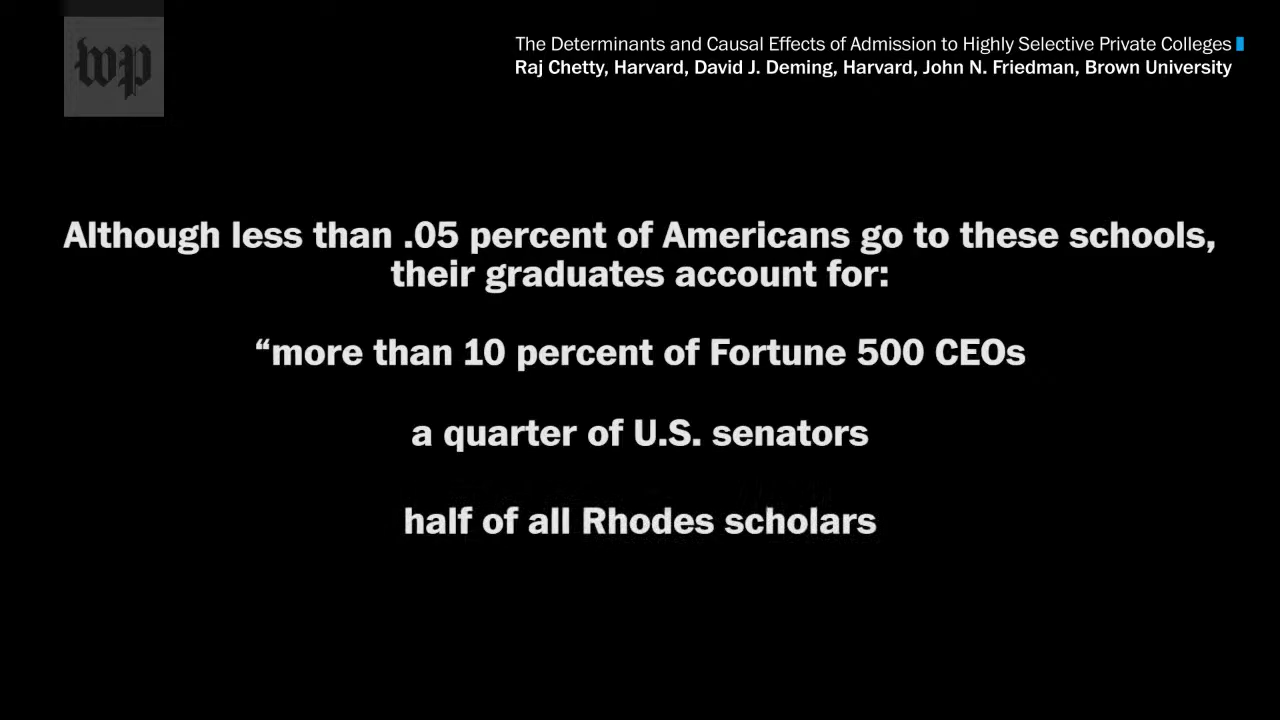 wp
The Determinants and Causal Effects of Admission to Highly Selective Private Colleges
Raj Chetty, Harvard, David J. Deming, Harvard, John N. Friedman, Brown University
Although less than .05 percent of Americans go to these schools,
their graduates account for:
“more than 10 percent of Fortune 500 CEOs
a quarter of U.S. senators
half of all Rhodes scholars